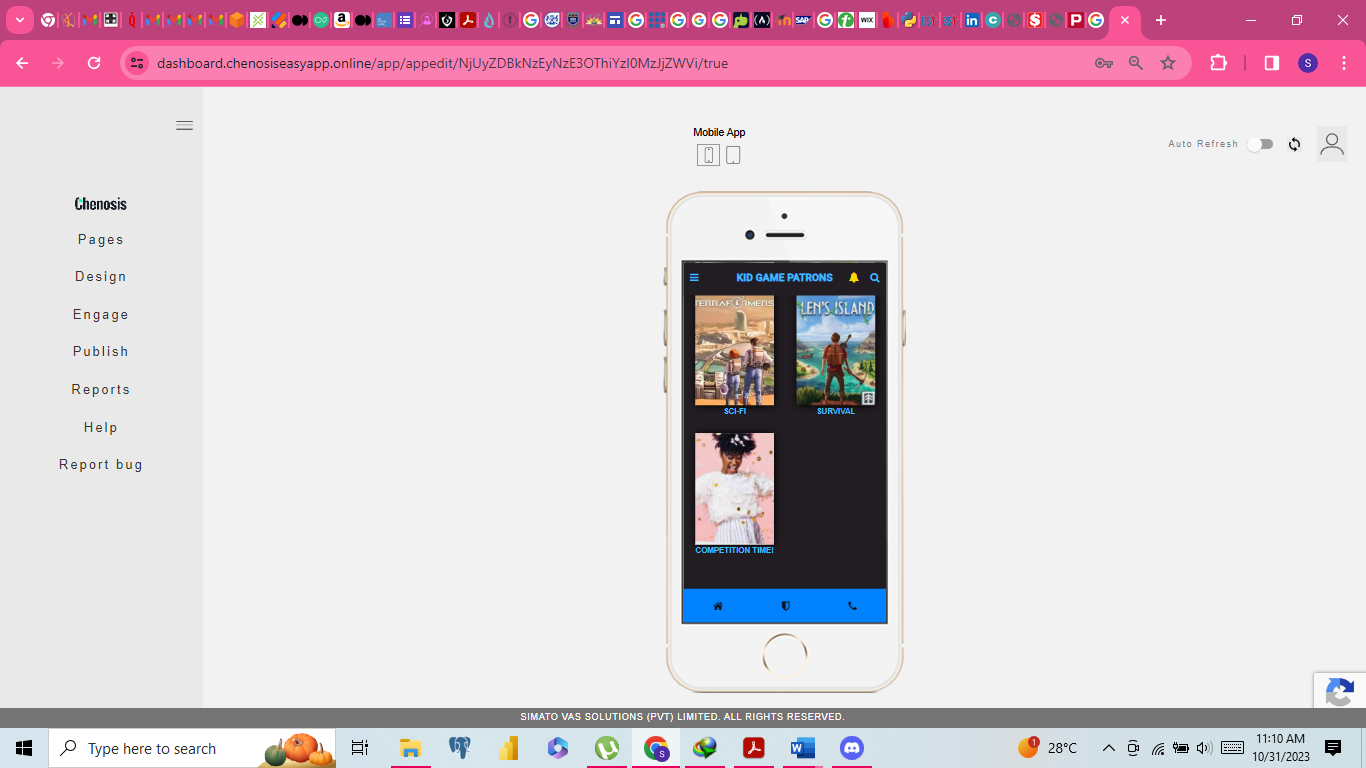 dashboard.chenosiseasyapp.online/app/appedit/NjUyZDBkNzEyNzE3OThiYzI0MzJjZWVi/true
S
Mobile App
Auto Refresh
Chenosis
Pages
Design
Engage
Publish
Reports
Help
Report bug
KID GAME PATRONS
TERRAFORMERS
LEN'S ISLAND
SCI-FI
SURVIVAL
COMPETITION TIME!
SIMATO VAS SOLUTIONS (PVT) LIMITED. ALL RIGHTS RESERVED.
Type here to search
1
28°C
11:10 AM
10/31/2023